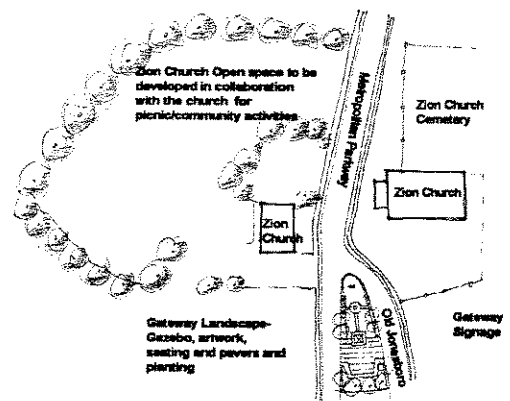 Zion Church Open space to be
developed in collaboration
with the church for
picnic/community activities
Metropolitan Parkway
Zion Church
Cemetery
Zion Church
Zion
Church
Gateway Landscape-
Gazebo, artwork,
seating and pavers and
planting
Old Jonesboro
Gateway
Signage